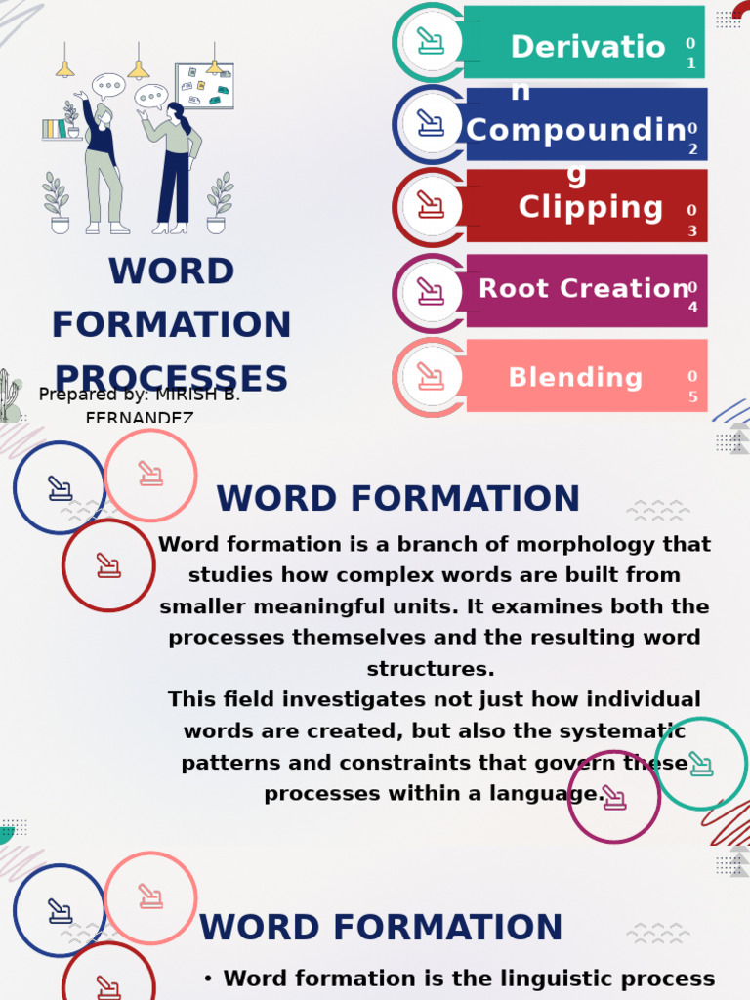 WORD
FORMATION
PROCESSES
Prepared by: MIRISH B.
FERNANDEZ
Derivatio
n
0
1
Compoundin
g
0
2
Clipping
0
3
Root Creation
0
4
Blending
0
5
WORD FORMATION
Word formation is a branch of morphology that
studies how complex words are built from
smaller meaningful units. It examines both the
processes themselves and the resulting word
structures.
This field investigates not just how individual
words are created, but also the systematic
patterns and constraints that govern these
processes within a language.
WORD FORMATION
• Word formation is the linguistic process